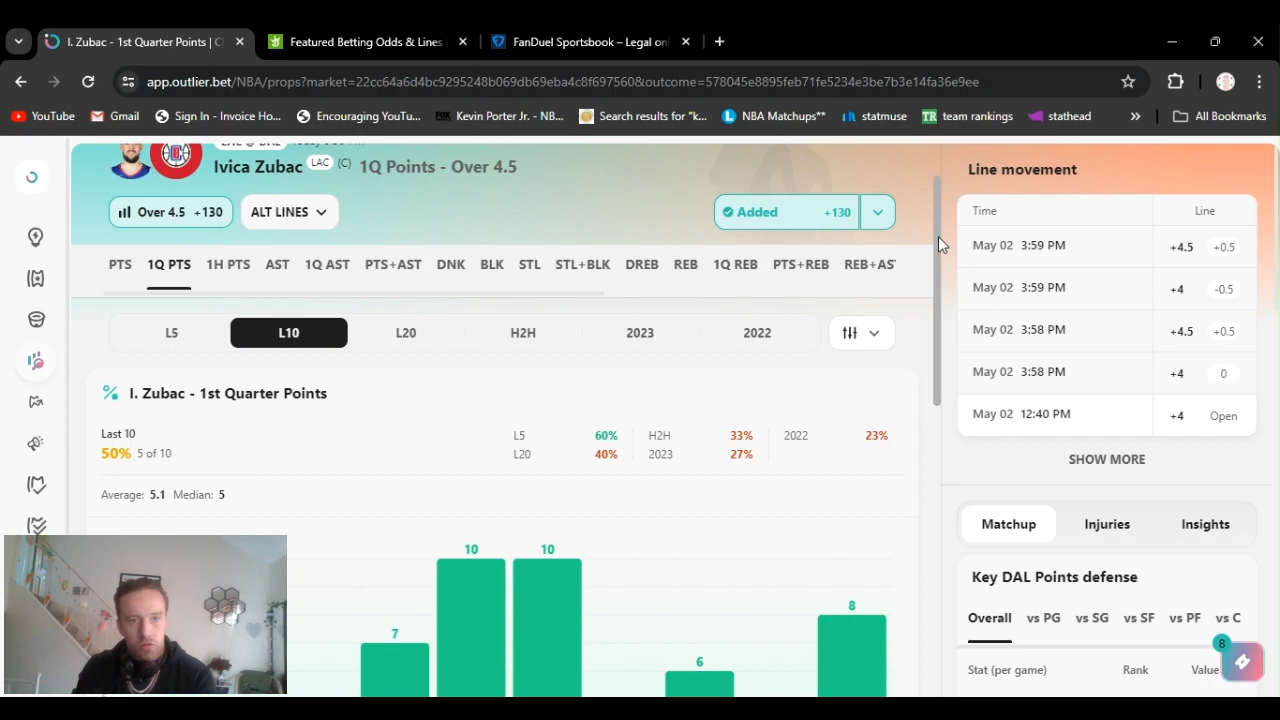 I. Zubac - 1st Quarter Points | O
Featured Betting Odds & Lines
FanDuel Sportsbook – Legal on
app.outlier.bet/NBA/props?market=22cc64a6d4bc9295248b069db69eba4c8f697560&outcome=578045e8895feb71fe5234e3be7b3e14fa36e9ee
YouTube Gmail Sign In - Invoice Ho... Encouraging YouTu... Kevin Porter Jr. - NB... Search results for "k... NBA Matchups** statmuse team rankings stathead » All Bookmarks
Ivica Zubac LAC (C) 1Q Points - Over 4.5
Over 4.5 +130 ALT LINES Added +130
PTS 1Q PTS 1H PTS AST 1Q AST PTS+AST DNK BLK STL STL+BLK DREB REB 1Q REB PTS+REB REB+AS
L5 L10 L20 H2H 2023 2022
I. Zubac - 1st Quarter Points
Last 10
50% 5 of 10
L5 60% H2H 33% 2022 23%
L20 40% 2023 27%
Average: 5.1 Median: 5
10 10
8
7
6
Line movement
Time Line
May 02 3:59 PM +4.5 +0.5
May 02 3:59 PM +4 -0.5
May 02 3:58 PM +4.5 +0.5
May 02 3:58 PM +4 0
May 02 12:40 PM +4 Open
SHOW MORE
Matchup Injuries Insights
Key DAL Points defense
Overall vs PG vs SG vs SF vs PF vs C
8
Stat (per game) Rank Value